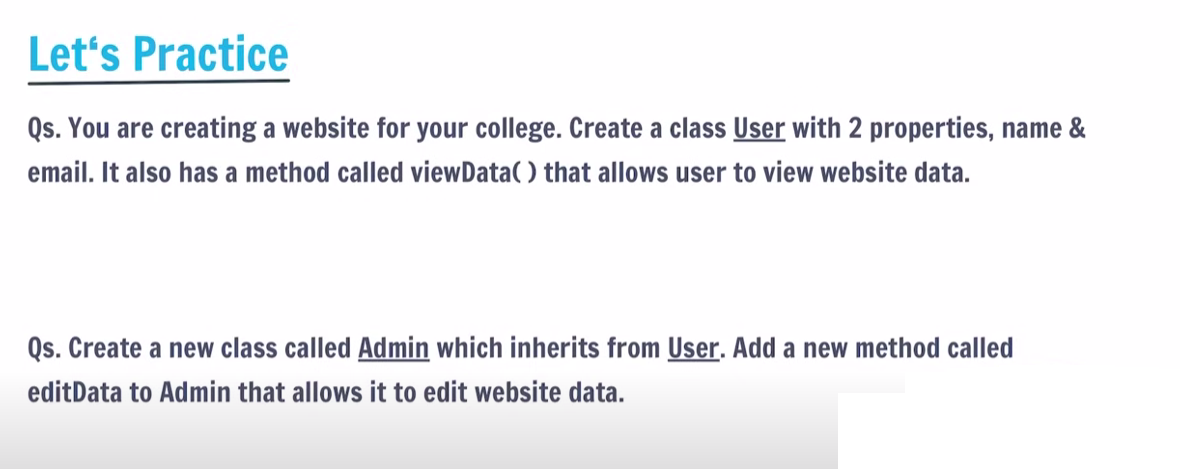 Let‘s Practice
Qs. You are creating a website for your college. Create a class User with 2 properties, name &
email. It also has a method called viewData( ) that allows user to view website data.
Qs. Create a new class called Admin which inherits from User. Add a new method called
editData to Admin that allows it to edit website data.